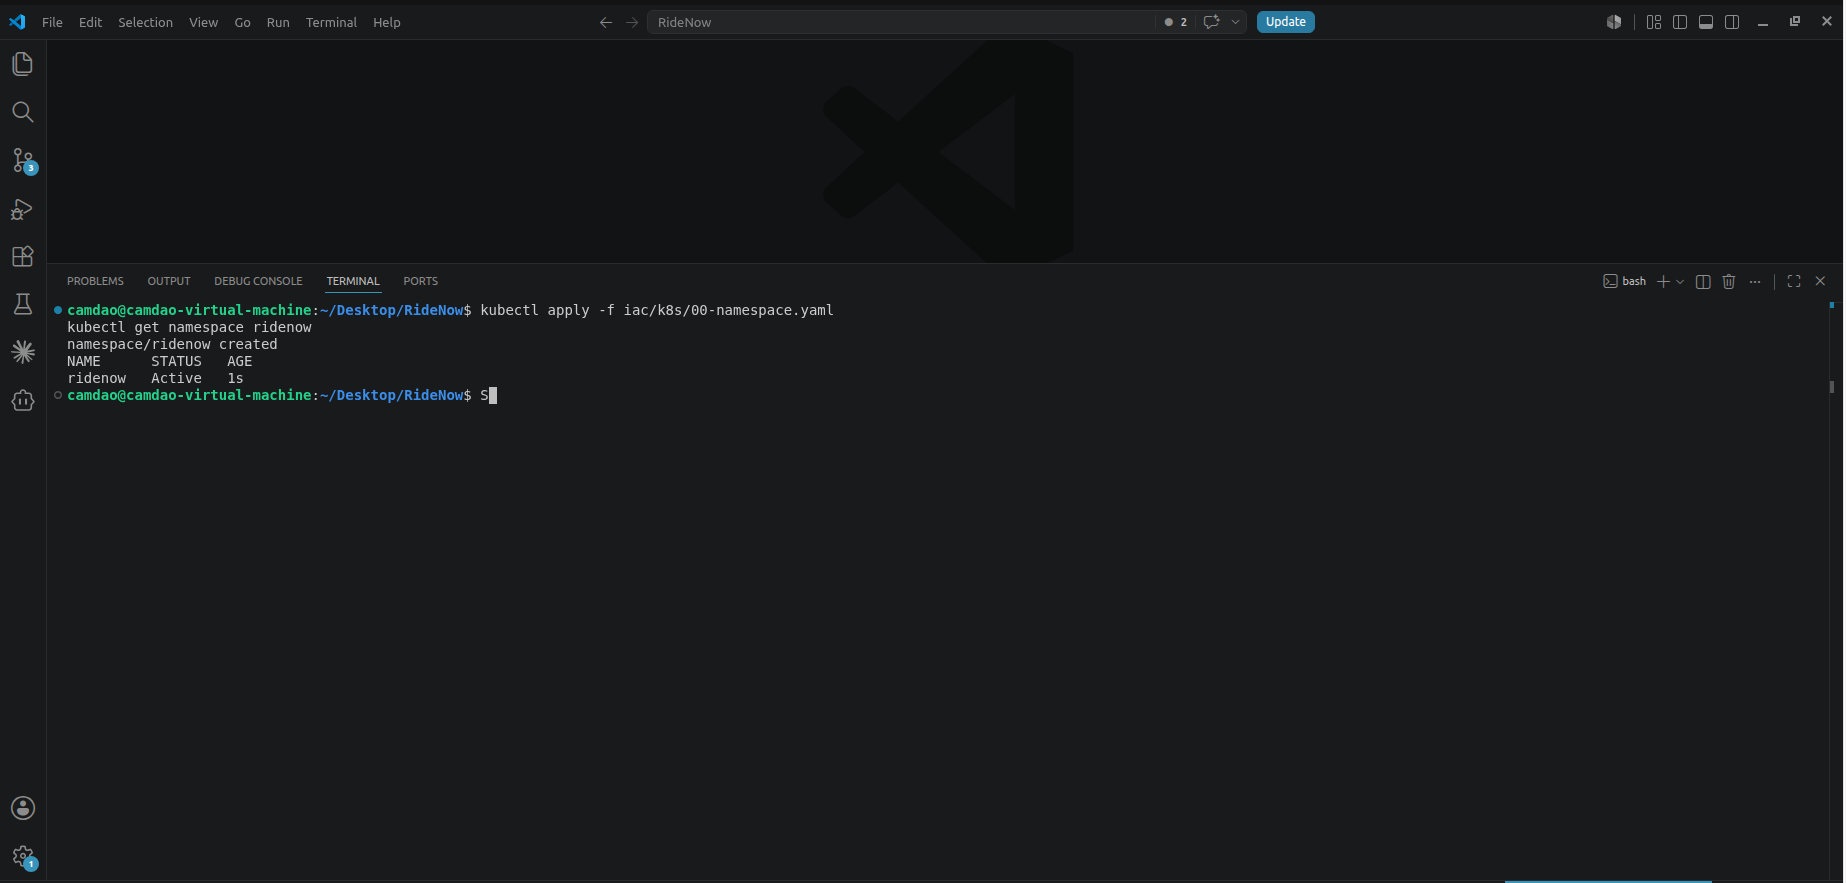 File Edit Selection View Go Run Terminal Help RideNow 2 Update
3
PROBLEMS OUTPUT DEBUG CONSOLE TERMINAL PORTS bash
camdao@camdao-virtual-machine:~/Desktop/RideNow$ kubectl apply -f iac/k8s/00-namespace.yaml
kubectl get namespace ridenow
namespace/ridenow created
NAME STATUS AGE
ridenow Active 1s
camdao@camdao-virtual-machine:~/Desktop/RideNow$ S
1